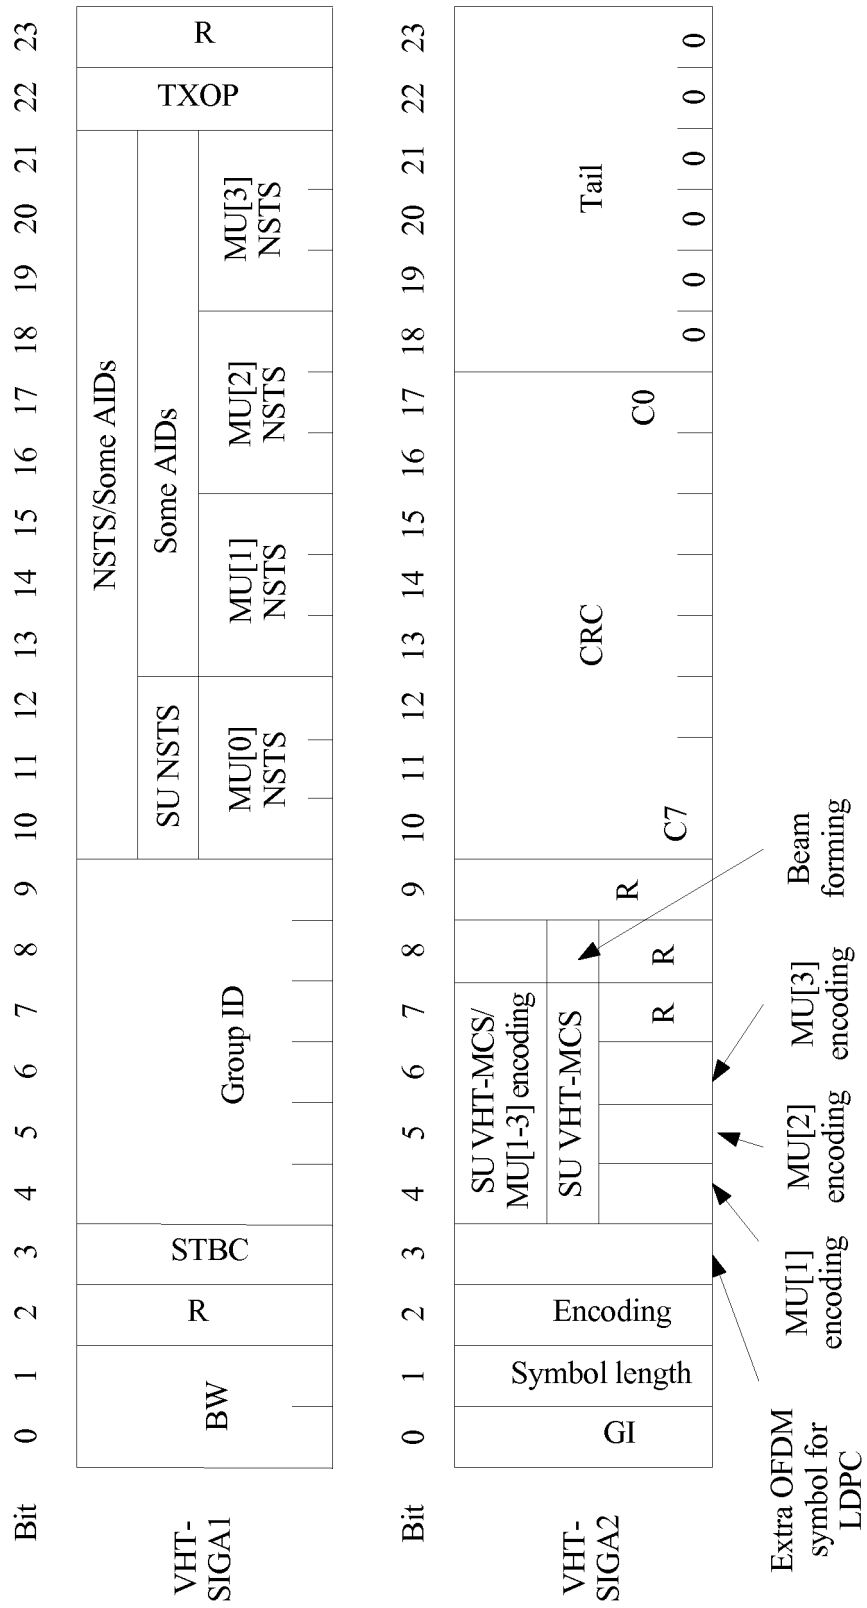 Bit 0 1 2 3 4 5 6 7 8 9 10 11 12 13 14 15 16 17 18 19 20 21 22 23
VHT-
SIGA1
BW
R
STBC
Group ID
NSTS/Some AIDs
SU NSTS
Some AIDs
MU[0]
NSTS
MU[1]
NSTS
MU[2]
NSTS
MU[3]
NSTS
TXOP
R
Bit 0 1 2 3 4 5 6 7 8 9 10 11 12 13 14 15 16 17 18 19 20 21 22 23
VHT-
SIGA2
GI
Symbol length
Encoding
SU VHT-MCS/
MU[1-3] encoding
SU VHT-MCS
R
R
R
CRC
C7
C0
Tail
0 0 0 0 0 0
Extra OFDM
symbol for
LDPC
MU[1]
encoding
MU[2]
encoding
MU[3]
encoding
Beam
forming